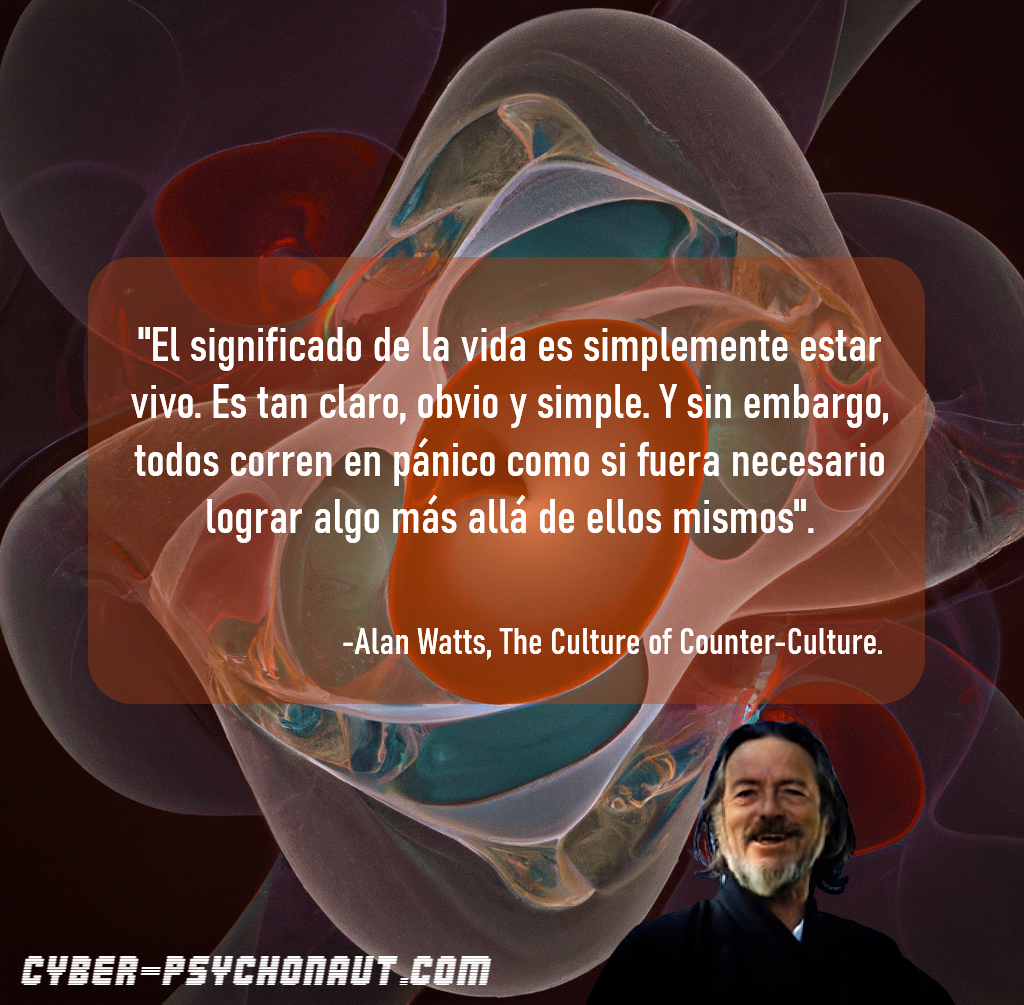 "El significado de la vida es simplemente estar
vivo. Es tan claro, obvio y simple. Y sin embargo,
todos corren en pánico como si fuera necesario
lograr algo más allá de ellos mismos".
-Alan Watts, The Culture of Counter-Culture.
CYBER-PSYCHONAUT.COM